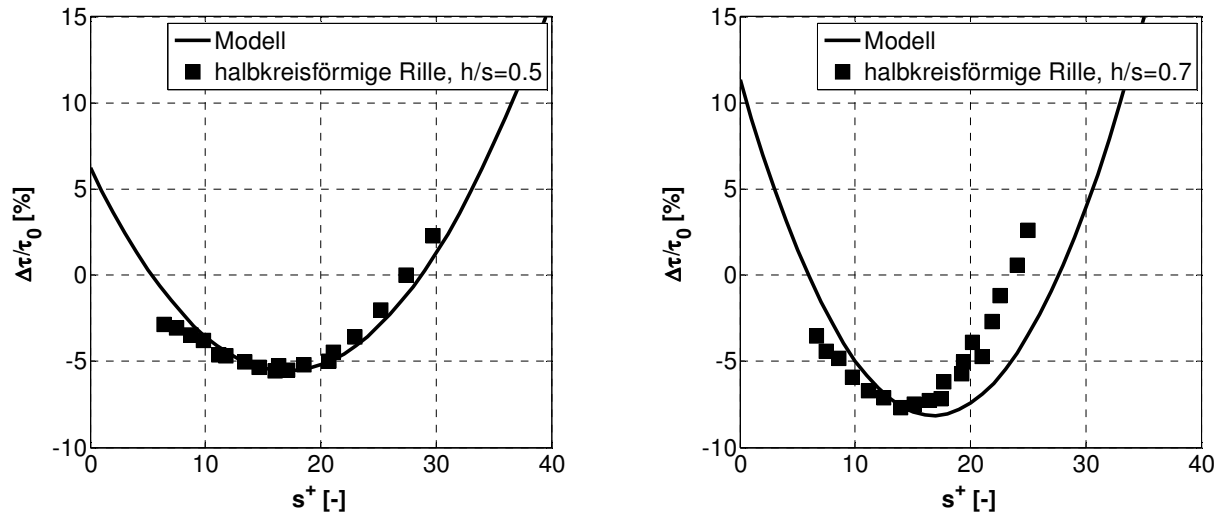 15
10
5
0
-5
-10
Δτ/τ0 [%]
Modell
halbkreisförmige Rille, h/s=0.5
0 10 20 30 40
s+ [-]
15
10
5
0
-5
-10
Δτ/τ0 [%]
Modell
halbkreisförmige Rille, h/s=0.7
0 10 20 30 40
s+ [-]